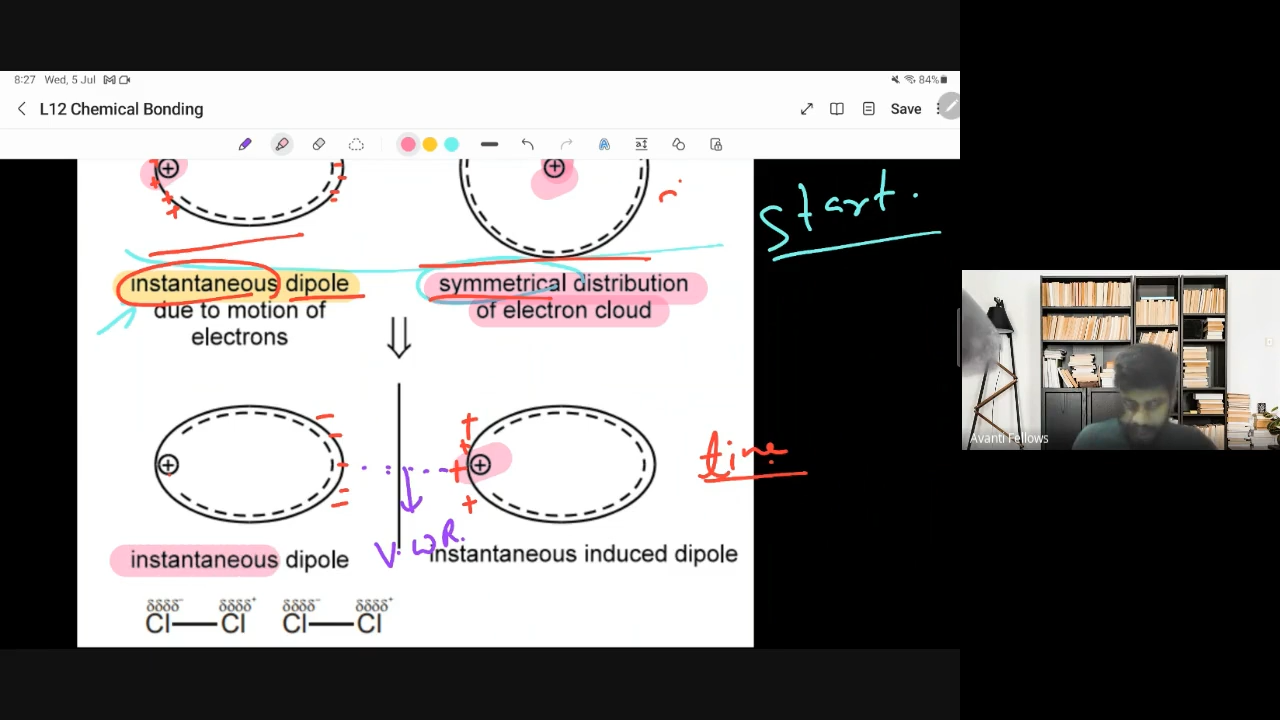 8:27 Wed, 5 Jul 84%
L12 Chemical Bonding
Save
start.
instantaneous dipole
due to motion of
electrons
symmetrical distribution
of electron cloud
time
V.W.R.
instantaneous dipole
instantaneous induced dipole
δδδδ⁻ δδδδ⁺ δδδδ⁻ δδδδ⁺
Cl—Cl Cl—Cl
Avanti Fellows